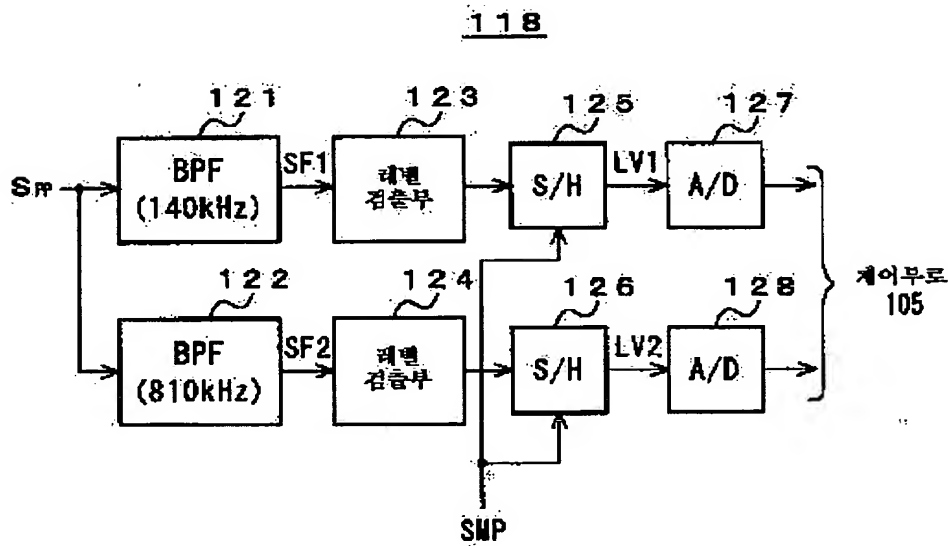 118
121
123
125
127
SPP
BPF
(140kHz)
SF1
레벨
검출부
S/H
LV1
A/D
122
124
126
128
제어부로
105
BPF
(810kHz)
SF2
레벨
검출부
S/H
LV2
A/D
SMP